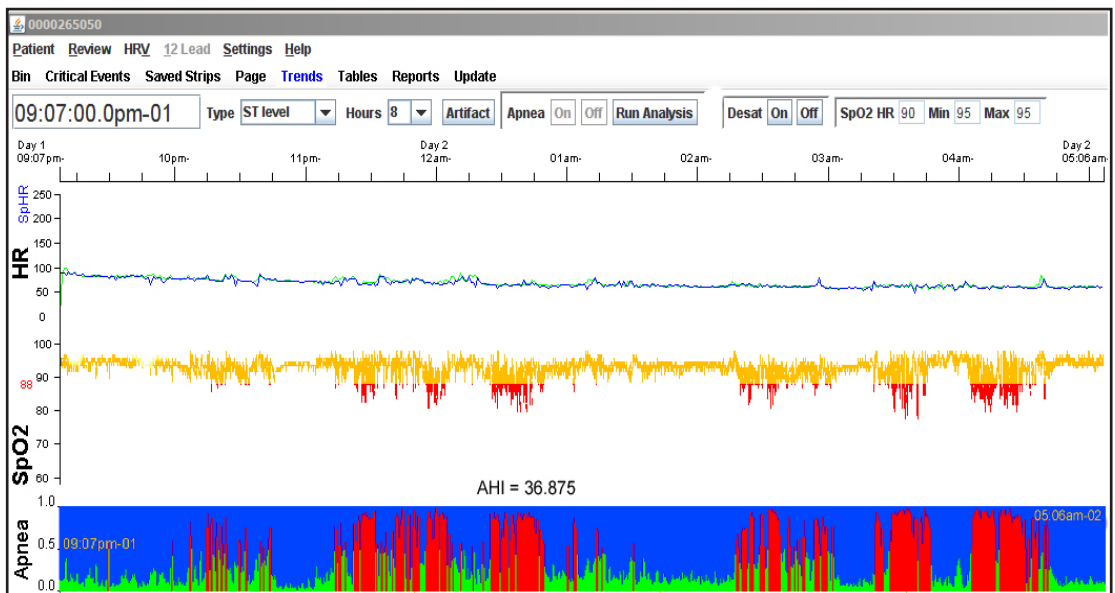 0000265050
Patient Review HRV 12 Lead Settings Help
Bin Critical Events Saved Strips Page Trends Tables Reports Update
09:07:00.0pm-01 Type ST level Hours 8 Artifact Apnea On Off Run Analysis Desat On Off SpO2 HR 90 Min 95 Max 95
Day 1 Day 2 Day 2
09:07pm- 10pm- 11pm- 12am- 01am- 02am- 03am- 04am- 05:06am-
SpHR
HR
250
200
150
100
50
0
SpO2
100
90
88
80
70
60
AHI = 36.875
Apnea
1.0
0.5
0.0
09:07pm-01
05:06am-02